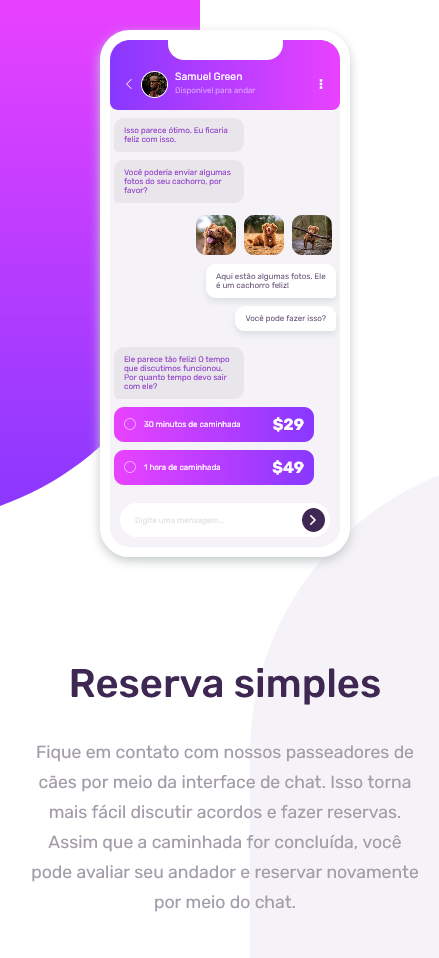 Samuel Green
Disponível para andar
Isso parece ótimo. Eu ficaria
feliz com isso.
Você poderia enviar algumas
fotos do seu cachorro, por
favor?
Aqui estão algumas fotos. Ele
é um cachorro feliz!
Você pode fazer isso?
Ele parece tão feliz! O tempo
que discutimos funcionou.
Por quanto tempo devo sair
com ele?
30 minutos de caminhada $29
1 hora de caminhada $49
Digite uma mensagem...
Reserva simples
Fique em contato com nossos passeadores de
cães por meio da interface de chat. Isso torna
mais fácil discutir acordos e fazer reservas.
Assim que a caminhada for concluída, você
pode avaliar seu andador e reservar novamente
por meio do chat.